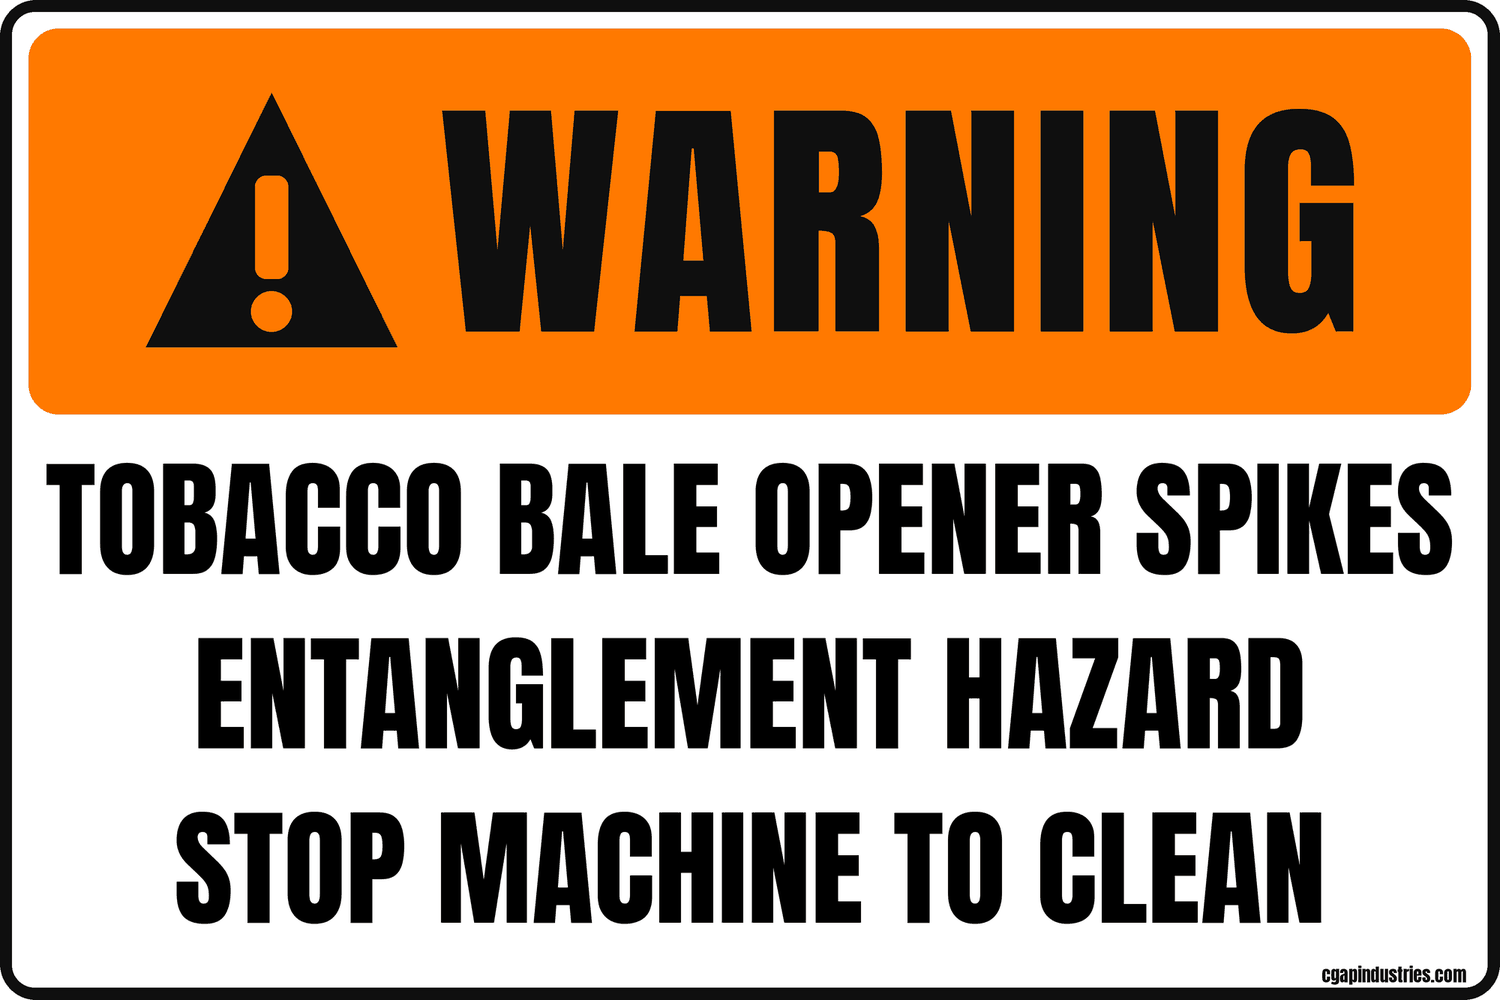 WARNING
TOBACCO BALE OPENER SPIKES
ENTANGLEMENT HAZARD
STOP MACHINE TO CLEAN
cgapindustries.com